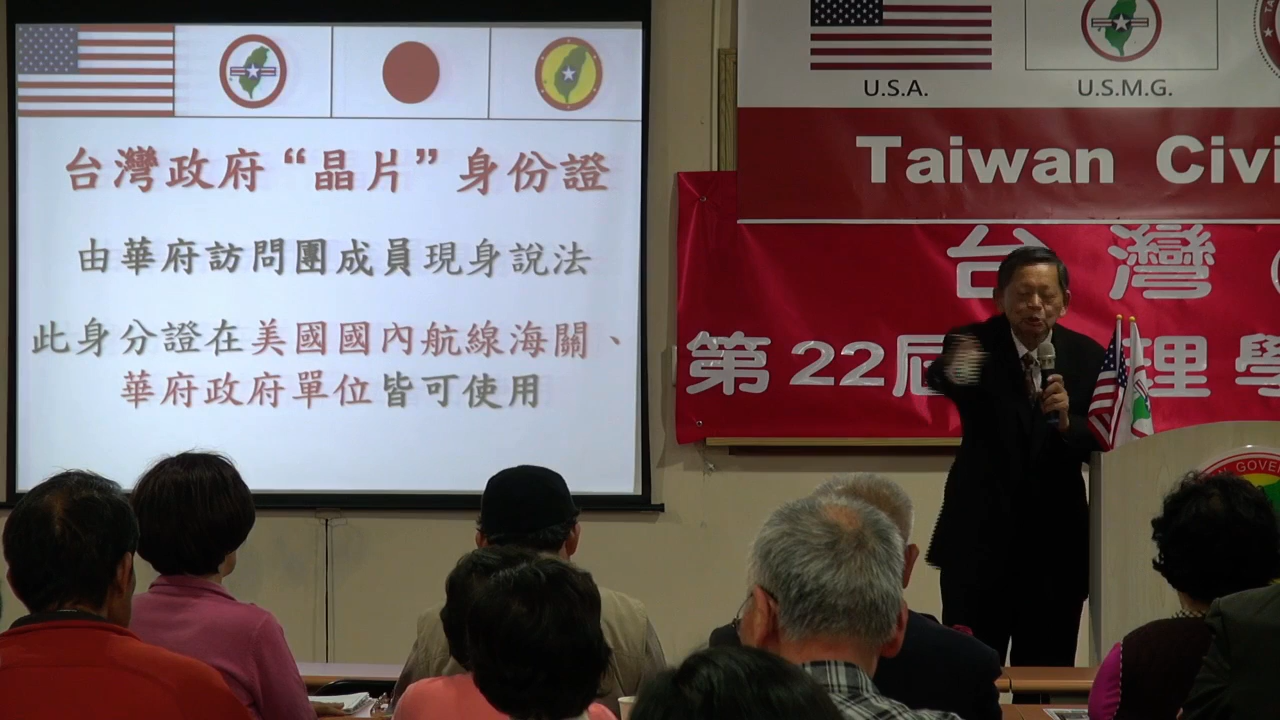 台灣政府“晶片”身份證
由華府訪問團成員現身說法
此身分證在美國國內航線海關、
華府政府單位皆可使用
U.S.A.
U.S.M.G.
Taiwan Civi
台灣
第22屆 理學
GOVER